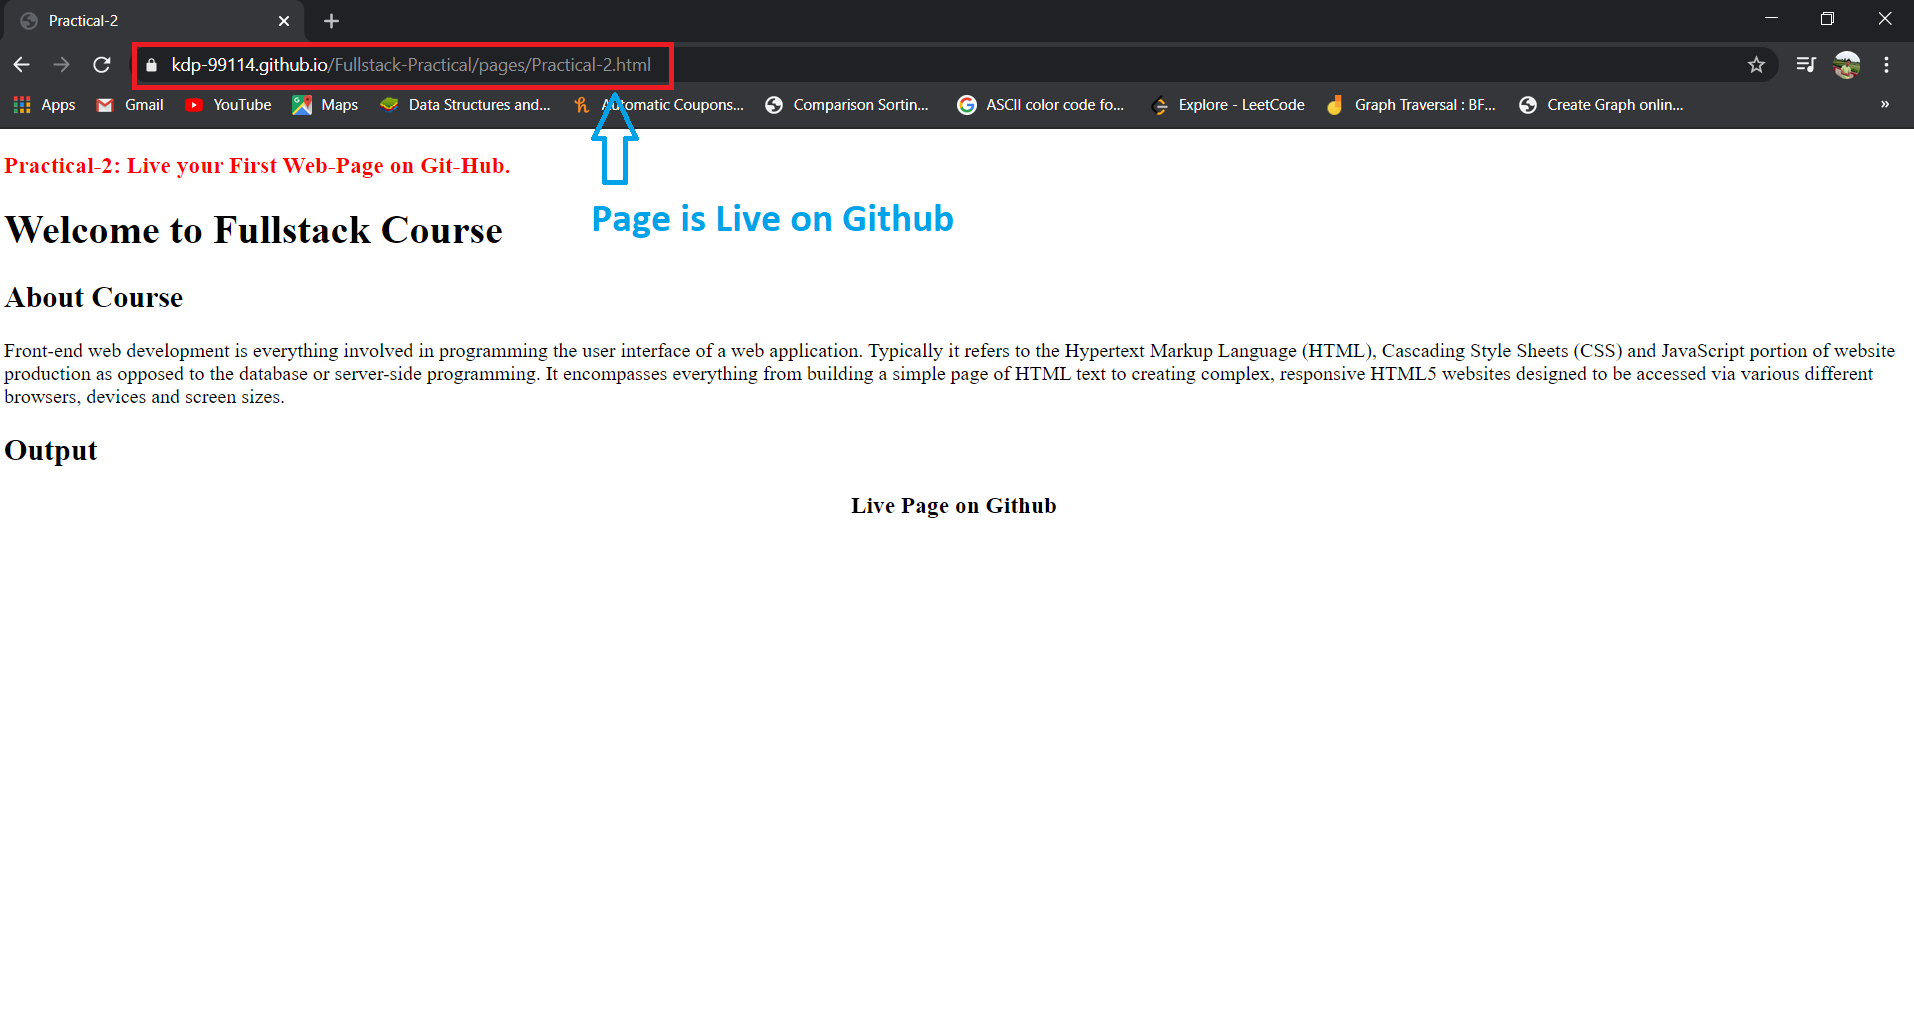 Practical-2
kdp-99114.github.io/Fullstack-Practical/pages/Practical-2.html
Apps Gmail YouTube Maps Data Structures and... Automatic Coupons... Comparison Sortin... ASCII color code fo... Explore - LeetCode Graph Traversal : BF... Create Graph onlin... »
Practical-2: Live your First Web-Page on Git-Hub.
Page is Live on Github
Welcome to Fullstack Course
About Course
Front-end web development is everything involved in programming the user interface of a web application. Typically it refers to the Hypertext Markup Language (HTML), Cascading Style Sheets (CSS) and JavaScript portion of website
production as opposed to the database or server-side programming. It encompasses everything from building a simple page of HTML text to creating complex, responsive HTML5 websites designed to be accessed via various different
browsers, devices and screen sizes.
Output
Live Page on Github